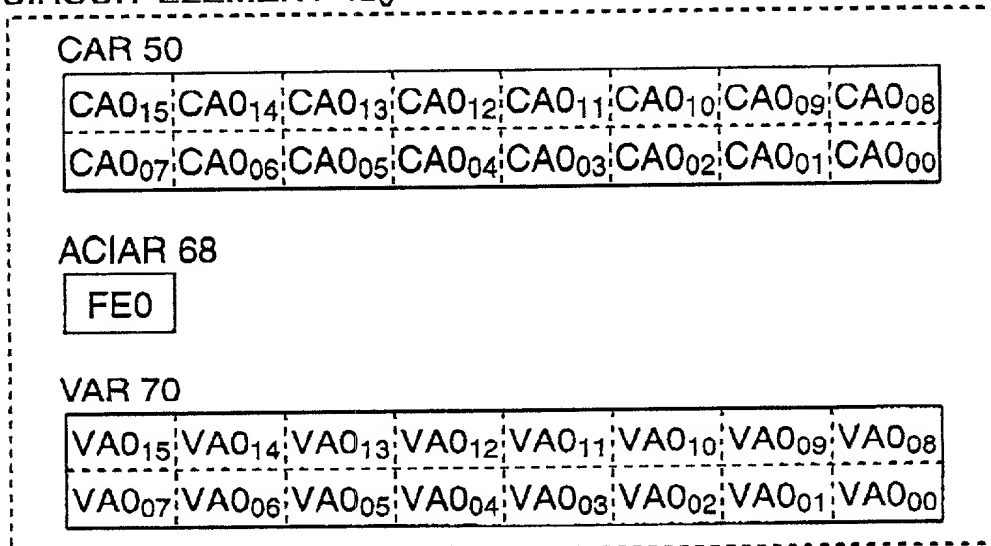 CAR 50
CA0₁₅ CA0₁₄ CA0₁₃ CA0₁₂ CA0₁₁ CA0₁₀ CA0₀₉ CA0₀₈
CA0₀₇ CA0₀₆ CA0₀₅ CA0₀₄ CA0₀₃ CA0₀₂ CA0₀₁ CA0₀₀
ACIAR 68
FE0
VAR 70
VA0₁₅ VA0₁₄ VA0₁₃ VA0₁₂ VA0₁₁ VA0₁₀ VA0₀₉ VA0₀₈
VA0₀₇ VA0₀₆ VA0₀₅ VA0₀₄ VA0₀₃ VA0₀₂ VA0₀₁ VA0₀₀